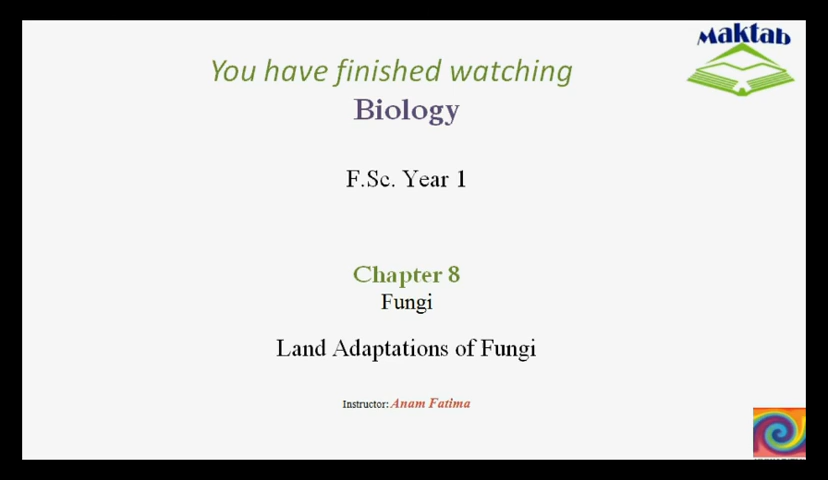 Maktab
You have finished watching
Biology
F.Sc. Year 1
Chapter 8
Fungi
Land Adaptations of Fungi
Instructor: Anam Fatima